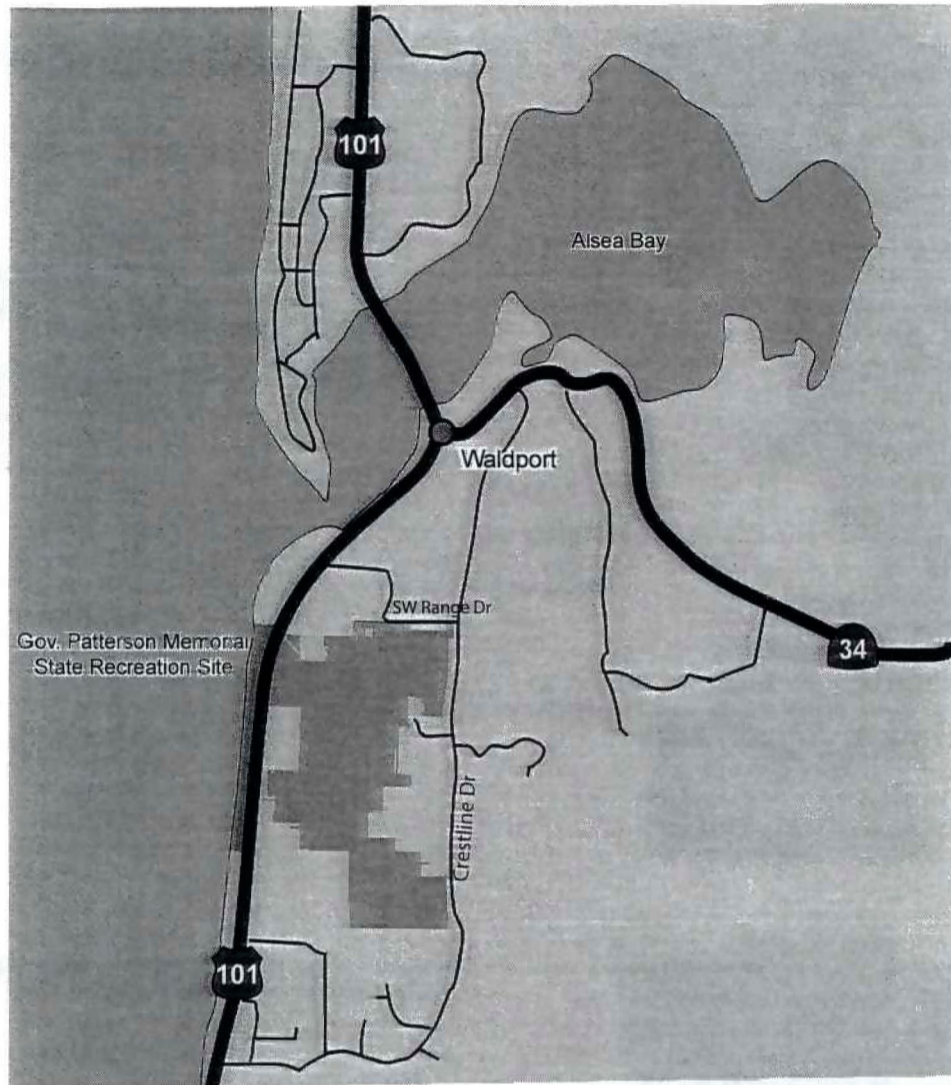 101
Alsea Bay
Waldport
SW Range Dr
Gov. Patterson Memorial
State Recreation Site
34
Crestline Dr
101